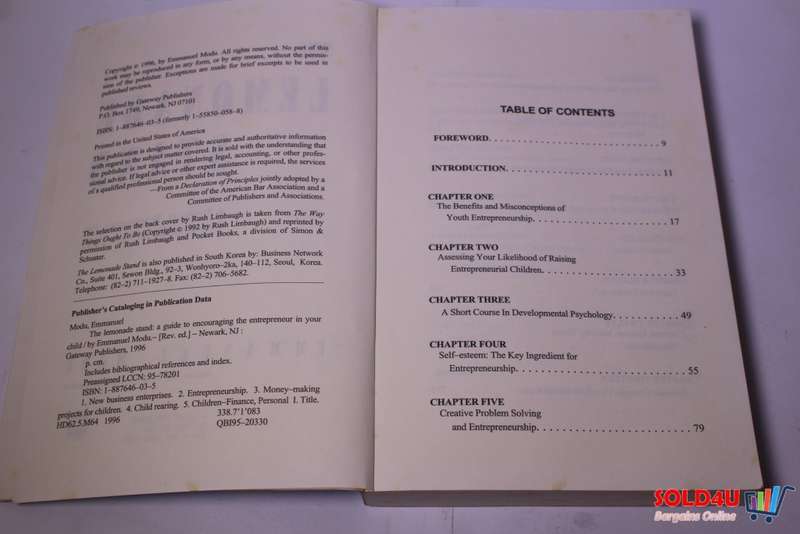 Copyright © 1996, by Emmanuel Modu. All rights reserved. No part of this
work may be reproduced in any form, or by any means, without the permis-
sion of the publisher. Exceptions are made for brief excerpts to be used in
published reviews.
Published by Gateway Publishers
P.O. Box 1749, Newark, NJ 07101
ISBN: 1-887646-03-5 (formerly 1-55850-058-8)
Printed in the United States of America
This publication is designed to provide accurate and authoritative information
with regard to the subject matter covered. It is sold with the understanding that
the publisher is not engaged in rendering legal, accounting, or other profes-
sional advice. If legal advice or other expert assistance is required, the services
of a qualified professional person should be sought.
—From a Declaration of Principles jointly adopted by a
Committee of the American Bar Association and a
Committee of Publishers and Associations.
The selection on the back cover by Rush Limbaugh is taken from The Way
Things Ought To Be (Copyright © 1992 by Rush Limbaugh) and reprinted by
permission of Rush Limbaugh and Pocket Books, a division of Simon &
Schuster.
The Lemonade Stand is also published in South Korea by: Business Network
Co., Suite 401, Sewon Bldg., 92-3, Wonhyoro-2ka, 140-112, Seoul, Korea.
Telephone: (82-2) 711-1927-8. Fax: (82-2) 706-5682.
Publisher's Cataloging in Publication Data
Modu, Emmanuel
The lemonade stand: a guide to encouraging the entrepreneur in your
child / by Emmanuel Modu.– [Rev. ed.] – Newark, NJ :
Gateway Publishers, 1996
p. cm.
Includes bibliographical references and index.
Preassigned LCCN: 95-78201
ISBN: 1-887646-03-5
1. New business enterprises. 2. Entrepreneurship. 3. Money-making
projects for children. 4. Child rearing. 5. Children-Finance, Personal I. Title.
HD62.5.M64 1996 338.7'1'083
QBI95-20330
TABLE OF CONTENTS
FOREWORD. . . . . . . . . . . . . . . . . . . . . . . . . . . . . 9
INTRODUCTION. . . . . . . . . . . . . . . . . . . . . . . . . . 11
CHAPTER ONE
The Benefits and Misconceptions of
Youth Entrepreneurship. . . . . . . . . . . . . . . . . . . . . 17
CHAPTER TWO
Assessing Your Likelihood of Raising
Entrepreneurial Children. . . . . . . . . . . . . . . . . . . . 33
CHAPTER THREE
A Short Course In Developmental Psychology. . . . . . . . . . 49
CHAPTER FOUR
Self-esteem: The Key Ingredient for
Entrepreneurship. . . . . . . . . . . . . . . . . . . . . . . . . 55
CHAPTER FIVE
Creative Problem Solving
and Entrepreneurship. . . . . . . . . . . . . . . . . . . . . . 79
SOLD4U
Bargains Online